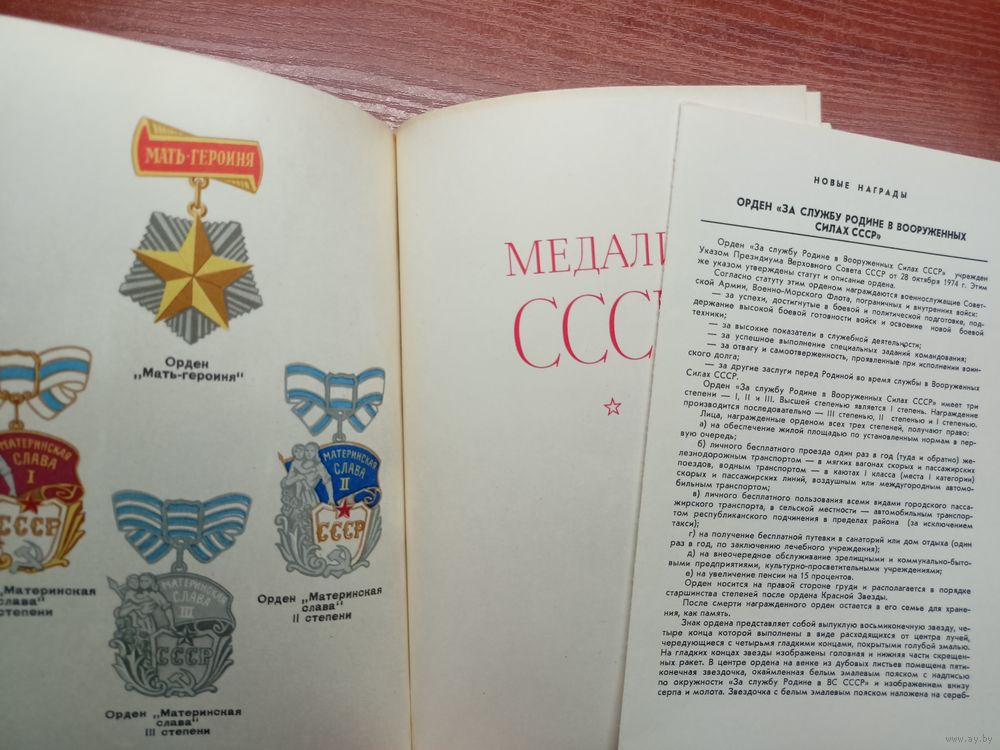 МАТЬ-ГЕРОИНЯ
Орден
„Мать-героиня"
МАТЕРИНСКАЯ
СЛАВА
I
СССР
„Материнская
слава"
степени
МАТЕРИНСКАЯ
СЛАВА
II
СССР
Орден „Материнская
слава"
II степени
МАТЕРИНСКАЯ
СЛАВА
III
СССР
Орден „Материнская
слава"
III степени
МЕДАЛИ
СССР
НОВЫЕ НАГРАДЫ
ОРДЕН «ЗА СЛУЖБУ РОДИНЕ В ВООРУЖЕННЫХ
СИЛАХ СССР»
Орден «За службу Родине в Вооруженных Силах СССР» учрежден
Указом Президиума Верховного Совета СССР от 28 октября 1974 г. Этим
же указом утверждены статут и описание ордена.
Согласно статуту этим орденом награждаются военнослужащие Совет-
ской Армии, Военно-Морского Флота, пограничных и внутренних войск:
— за успехи, достигнутые в боевой и политической подготовке, под-
держание высокой боевой готовности войск и освоение новой боевой
техники;
— за высокие показатели в служебной деятельности;
— за успешное выполнение специальных заданий командования;
— за отвагу и самоотверженность, проявленные при исполнении воин-
ского долга;
— за другие заслуги перед Родиной во время службы в Вооруженных
Силах СССР.
Орден «За службу Родине в Вооруженных Силах СССР» имеет три
степени — I, II и III. Высшей степенью является I степень. Награждение
производится последовательно — III степенью, II степенью и I степенью.
Лица, награжденные орденом всех трех степеней, получают право:
а) на обеспечение жилой площадью по установленным нормам в пер-
вую очередь;
б) личного бесплатного проезда один раз в год (туда и обратно) же-
лезнодорожным транспортом — в мягких вагонах скорых и пассажирских
поездов, водным транспортом — в каютах I класса (места I категории)
скорых и пассажирских линий, воздушным или междугородным автомо-
бильным транспортом;
в) личного бесплатного пользования всеми видами городского пасса-
жирского транспорта, в сельской местности — автомобильным транспор-
том республиканского подчинения в пределах района (за исключением
такси);
г) на получение бесплатной путевки в санаторий или дом отдыха (один
раз в год, по заключению лечебного учреждения);
д) на внеочередное обслуживание зрелищными и коммунально-быто-
выми предприятиями, культурно-просветительными учреждениями;
е) на увеличение пенсии на 15 процентов.
Орден носится на правой стороне груди и располагается в порядке
старшинства степеней после ордена Красной Звезды.
После смерти награжденного орден остается в его семье для хране-
ния, как память.
Знак ордена представляет собой выпуклую восьмиконечную звезду, че-
тыре конца которой выполнены в виде расходящихся от центра лучей,
чередующихся с четырьмя гладкими концами, покрытыми голубой эмалью.
На гладких концах звезды изображены головная и нижняя части скрещен-
ных ракет. В центре ордена на венке из дубовых листьев помещена пяти-
конечная звездочка, окаймленная белым эмалевым пояском с надписью
по окружности «За службу Родине в ВС СССР» и изображением внизу
серпа и молота. Звездочка с белым эмалевым пояском наложена на сереб-
www.ay.by